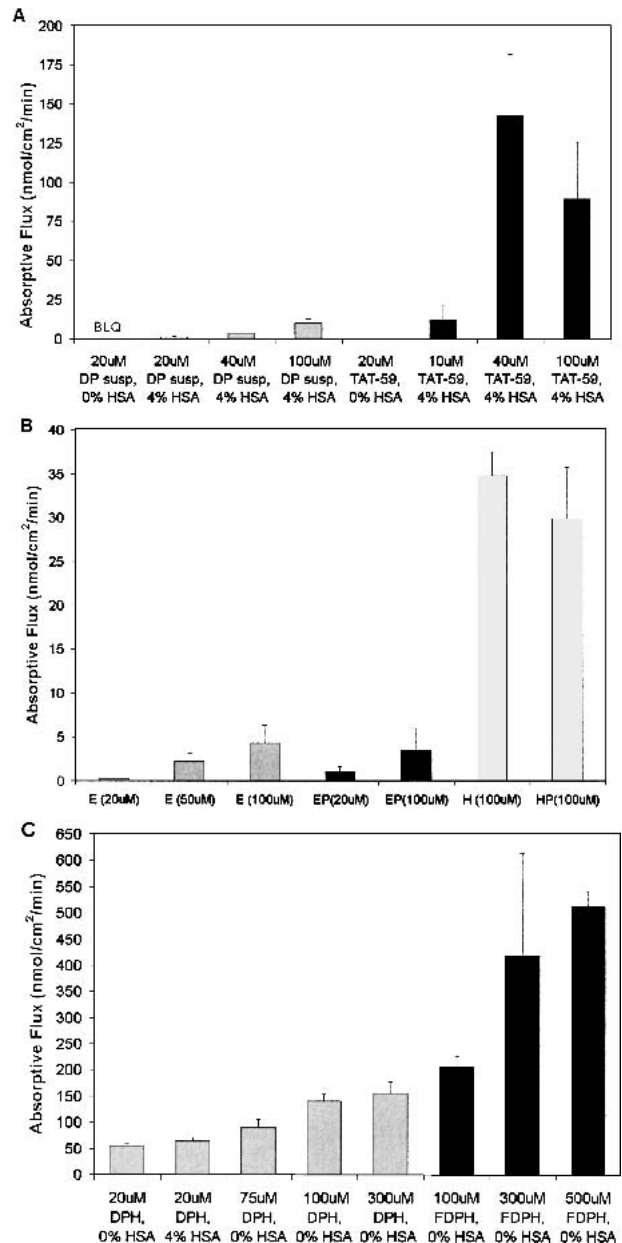 A
Absorptive Flux (nmol/cm²/min)
200
175
150
125
100
75
50
25
0
BLQ
20uM 20uM 40uM 100uM 20uM 10uM 40uM 100uM
DP susp, DP susp, DP susp, DP susp, TAT-59, TAT-59, TAT-59, TAT-59,
0% HSA 4% HSA 4% HSA 4% HSA 0% HSA 4% HSA 4% HSA 4% HSA
B
Absorptive Flux (nmol/cm²/min)
40
35
30
25
20
15
10
5
0
E (20uM) E (50uM) E (100uM) EP(20uM) EP(100uM) H (100uM) HP(100uM)
C
Absorptive Flux (nmol/cm²/min)
650
600
550
500
450
400
350
300
250
200
150
100
50
0
20uM 20uM 75uM 100uM 300uM 100uM 300uM 500uM
DPH, DPH, DPH, DPH, DPH, FDPH, FDPH, FDPH,
0% HSA 4% HSA 0% HSA 0% HSA 0% HSA 0% HSA 0% HSA 0% HSA